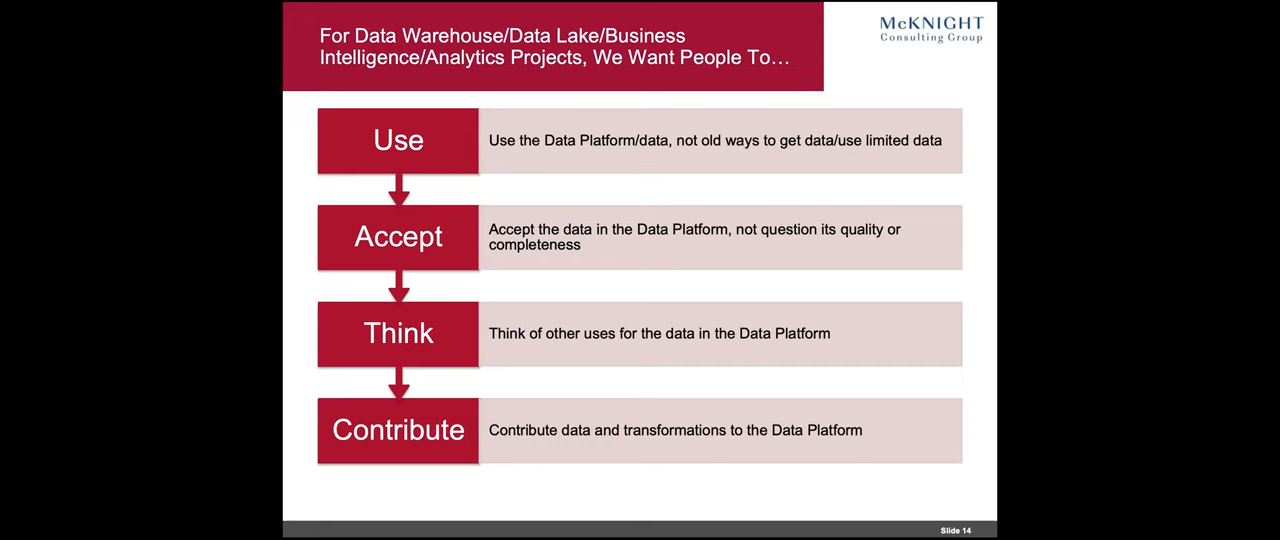 For Data Warehouse/Data Lake/Business
Intelligence/Analytics Projects, We Want People To…
McKNIGHT
Consulting Group
Use
Use the Data Platform/data, not old ways to get data/use limited data
Accept
Accept the data in the Data Platform, not question its quality or
completeness
Think
Think of other uses for the data in the Data Platform
Contribute
Contribute data and transformations to the Data Platform
Slide 14